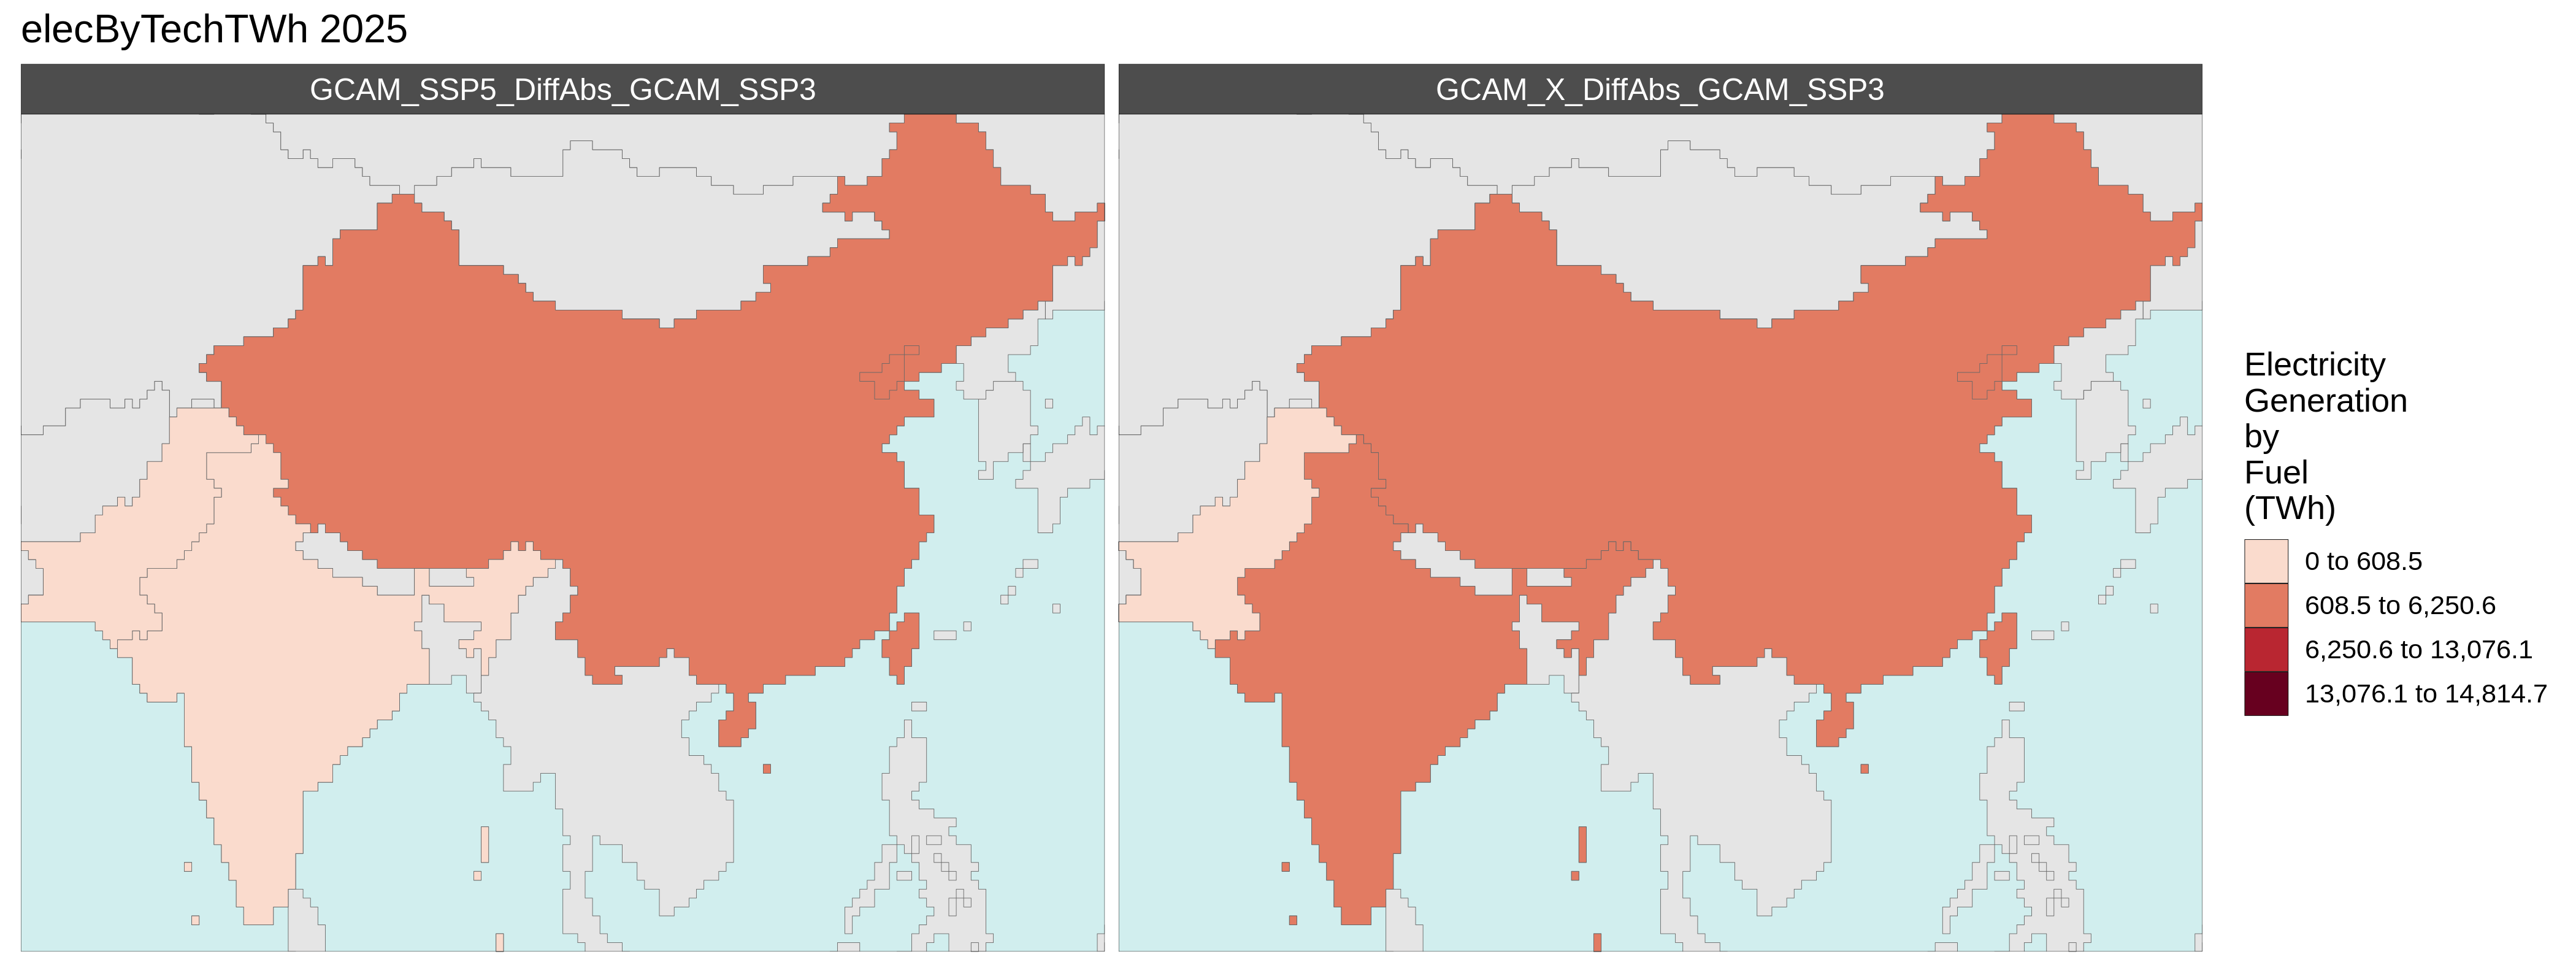 elecByTechTWh 2025
GCAM_SSP5_DiffAbs_GCAM_SSP3
GCAM_X_DiffAbs_GCAM_SSP3
Electricity
Generation
by
Fuel
(TWh)
0 to 608.5
608.5 to 6,250.6
6,250.6 to 13,076.1
13,076.1 to 14,814.7